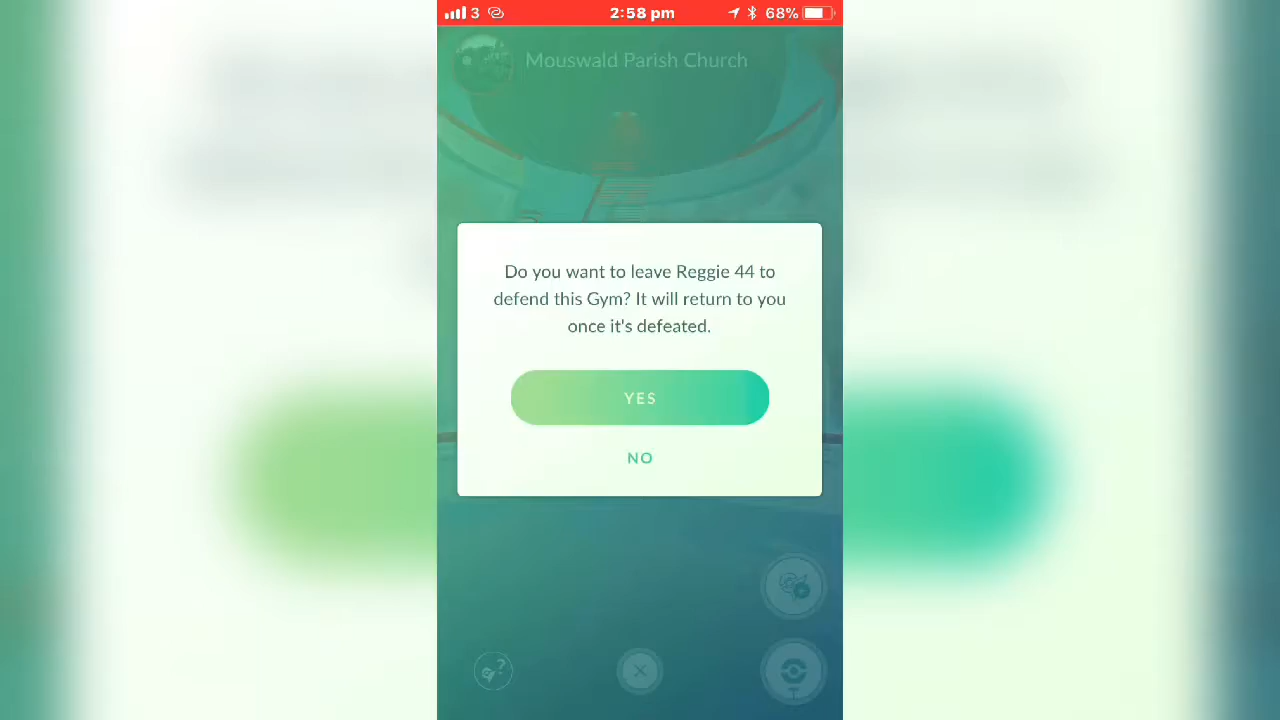 3 2:58 pm 68%
Mouswald Parish Church
Do you want to leave Reggie 44 to
defend this Gym? It will return to you
once it's defeated.
YES
NO
?